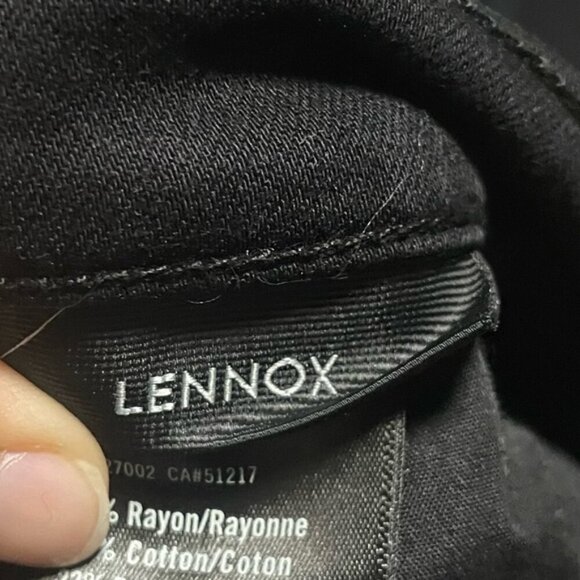 LENNOX
27002 CA#51217
% Rayon/Rayonne
% Cotton/Coton